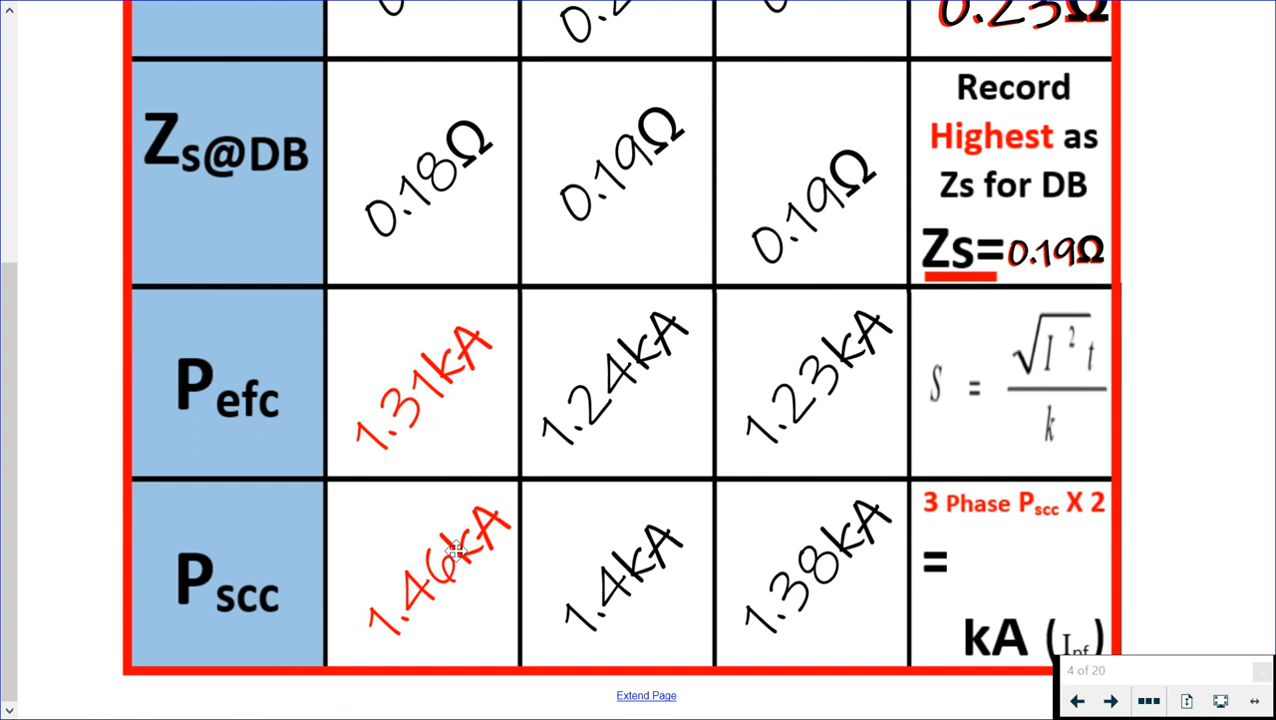 0.23Ω
Zs@DB
0.18Ω
0.19Ω
0.19Ω
Record
Highest as
Zs for DB
Zs=0.19Ω
Pefc
1.31kA
1.24kA
1.23kA
S = √I²t / k
Pscc
1.46kA
1.4kA
1.38kA
3 Phase Pscc X 2
=
kA (Ipf)
4 of 20
Extend Page